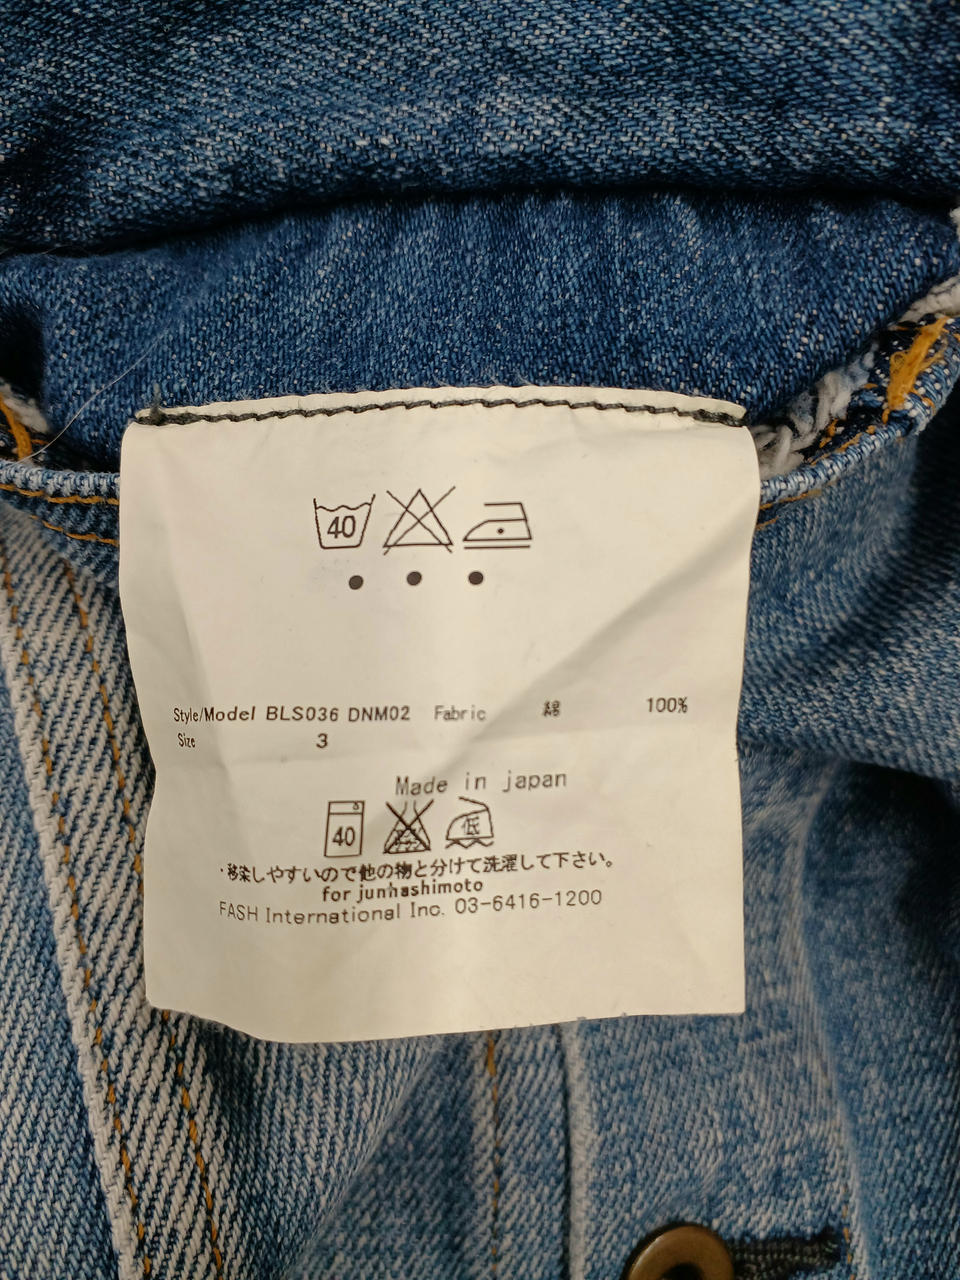 40
Style/Model BLS036 DNM02 Fabric 綿 100%
Size 3
Made in japan
40 低
・移染しやすいので他の物と分けて洗濯して下さい。
for junhashimoto
FASH International Inc. 03-6416-1200